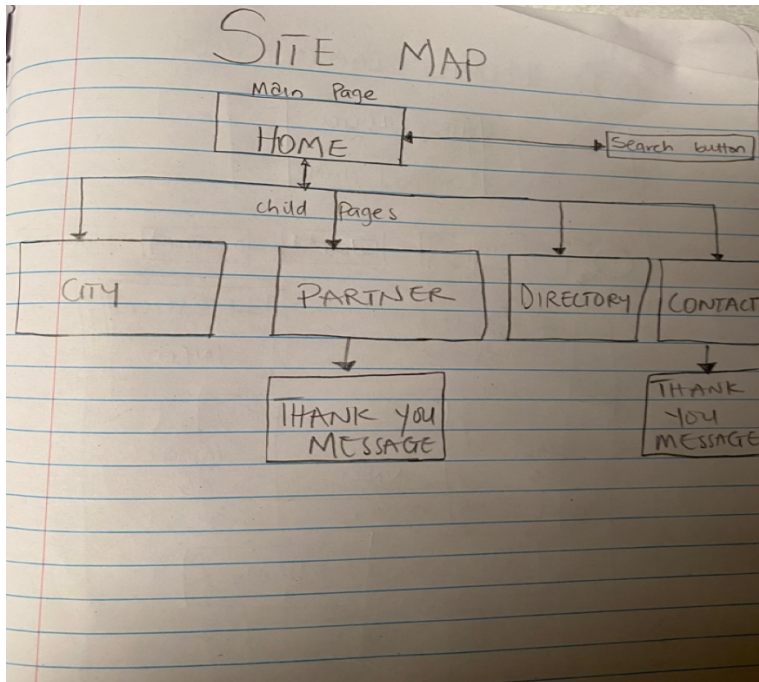 SITE MAP
Main Page
HOME
Search button
child Pages
CITY
PARTNER
DIRECTORY
CONTACT
THANK YOU
MESSAGE
THANK
YOU
MESSAGE